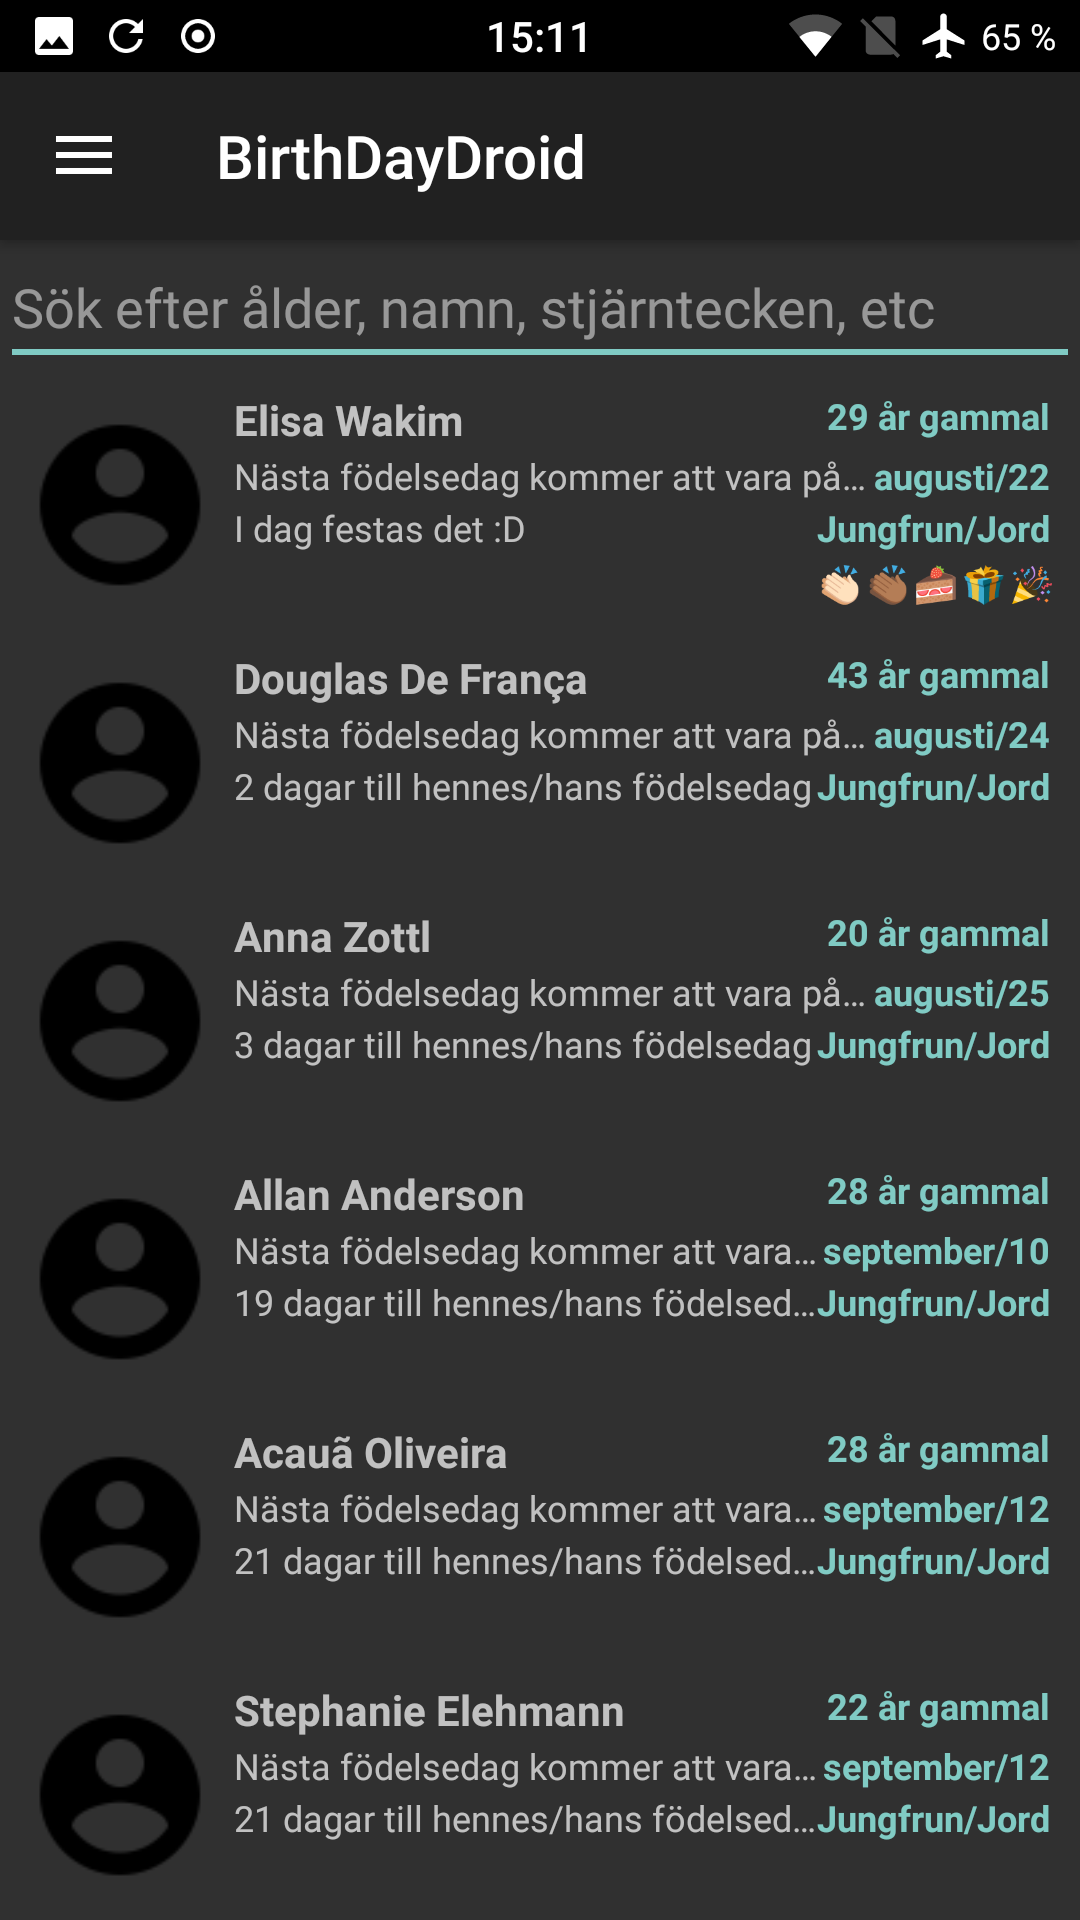 15:11
65 %
BirthDayDroid
Sök efter ålder, namn, stjärntecken, etc
Elisa Wakim
29 år gammal
Nästa födelsedag kommer att vara på… augusti/22
I dag festas det :D
Jungfrun/Jord
👏🏻👏🏾🍰🎁🎉
Douglas De França
43 år gammal
Nästa födelsedag kommer att vara på… augusti/24
2 dagar till hennes/hans födelsedag Jungfrun/Jord
Anna Zottl
20 år gammal
Nästa födelsedag kommer att vara på… augusti/25
3 dagar till hennes/hans födelsedag Jungfrun/Jord
Allan Anderson
28 år gammal
Nästa födelsedag kommer att vara… september/10
19 dagar till hennes/hans födelsed… Jungfrun/Jord
Acauã Oliveira
28 år gammal
Nästa födelsedag kommer att vara… september/12
21 dagar till hennes/hans födelsed… Jungfrun/Jord
Stephanie Elehmann
22 år gammal
Nästa födelsedag kommer att vara… september/12
21 dagar till hennes/hans födelsed… Jungfrun/Jord